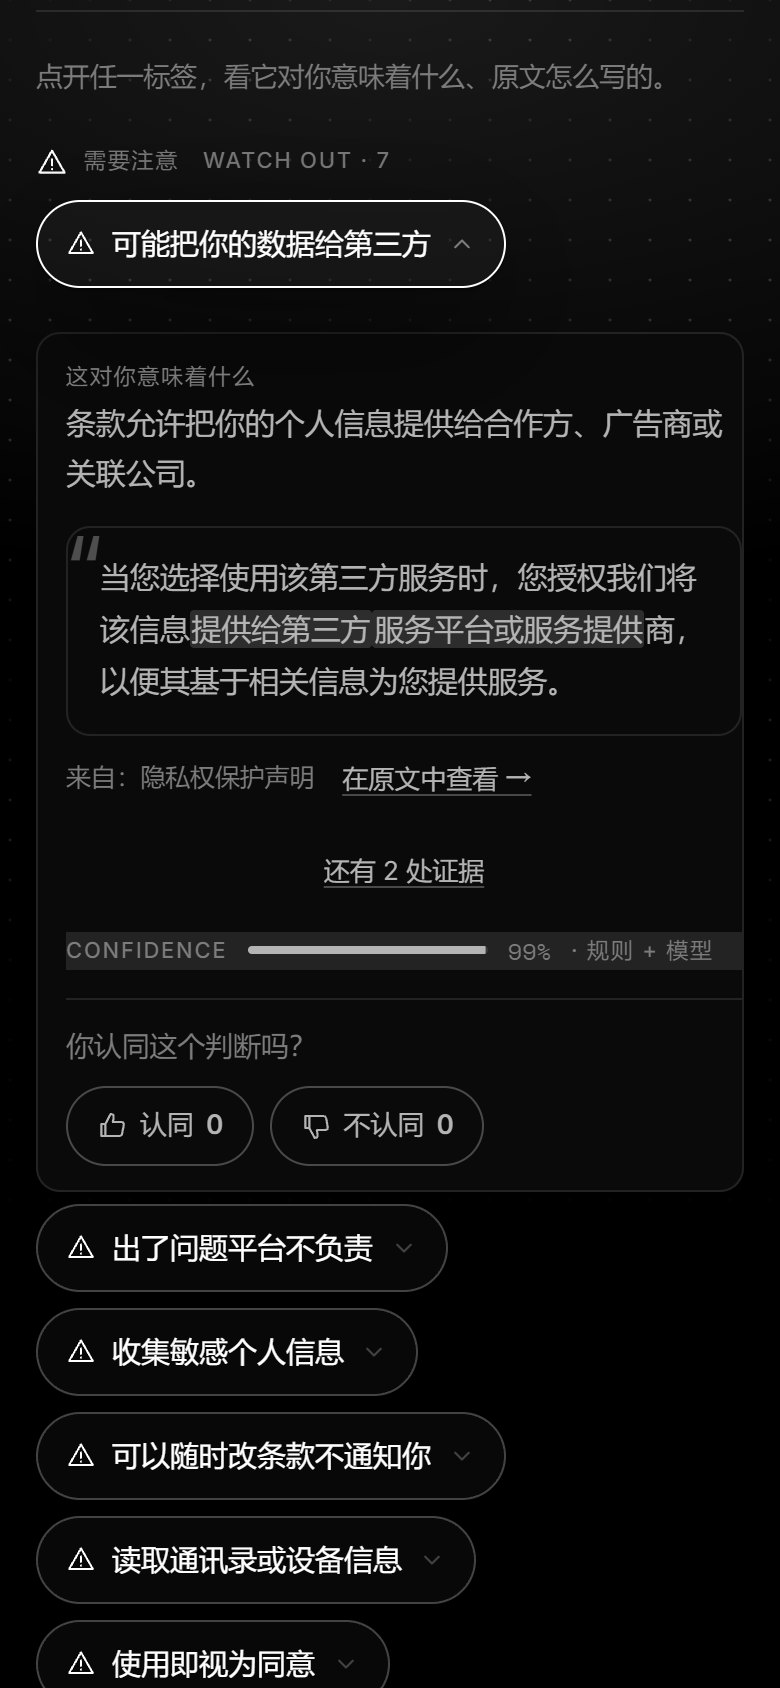 点开任一标签，看它对你意味着什么、原文怎么写的。
需要注意 WATCH OUT · 7
可能把你的数据给第三方
这对你意味着什么
条款允许把你的个人信息提供给合作方、广告商或
关联公司。
"
当您选择使用该第三方服务时，您授权我们将
该信息提供给第三方服务平台或服务提供商，
以便其基于相关信息为您提供服务。
来自：隐私权保护声明 在原文中查看 →
还有 2 处证据
CONFIDENCE 99% · 规则 + 模型
你认同这个判断吗？
认同 0 不认同 0
出了问题平台不负责
收集敏感个人信息
可以随时改条款不通知你
读取通讯录或设备信息
使用即视为同意